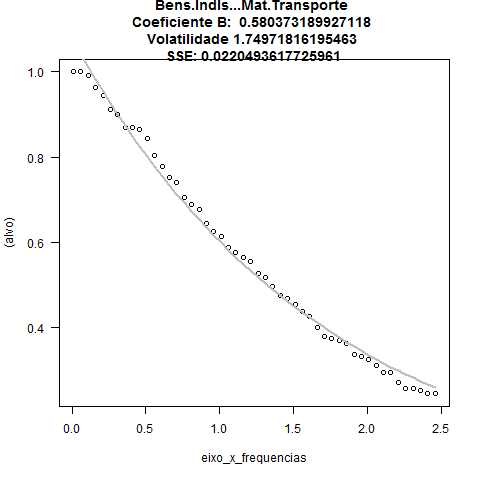 Bens.Indis...Mat.Transporte
Coeficiente B:  0.580373189927118
Volatilidade 1.74971816195463
SSE: 0.0220493617725961
1.0
0.8
0.6
0.4
(alvo)
0.0 0.5 1.0 1.5 2.0 2.5
eixo_x_frequencias